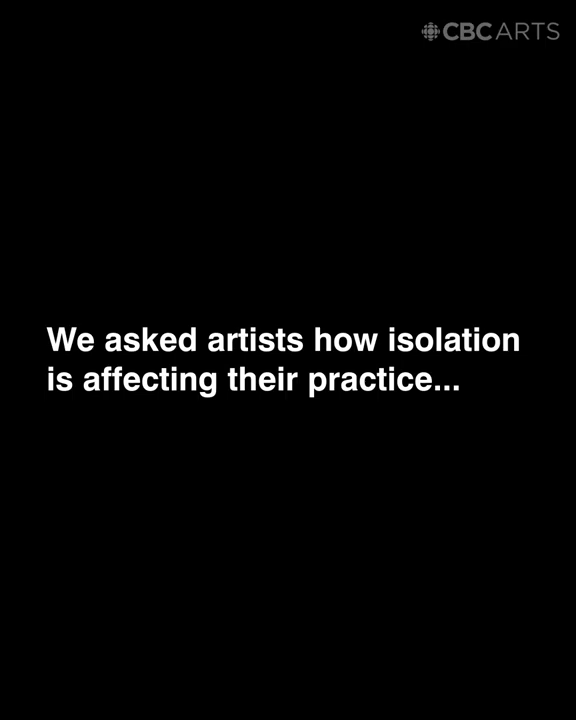 CBC ARTS
We asked artists how isolation
is affecting their practice...